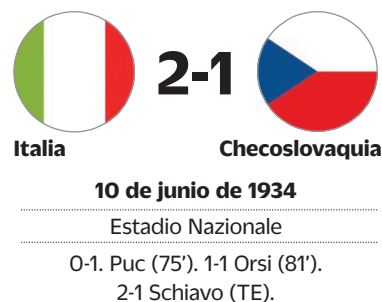 2-1
Italia Checoslovaquia
10 de junio de 1934
Estadio Nazionale
0-1. Puc (75’). 1-1 Orsi (81’).
2-1 Schiavo (TE).